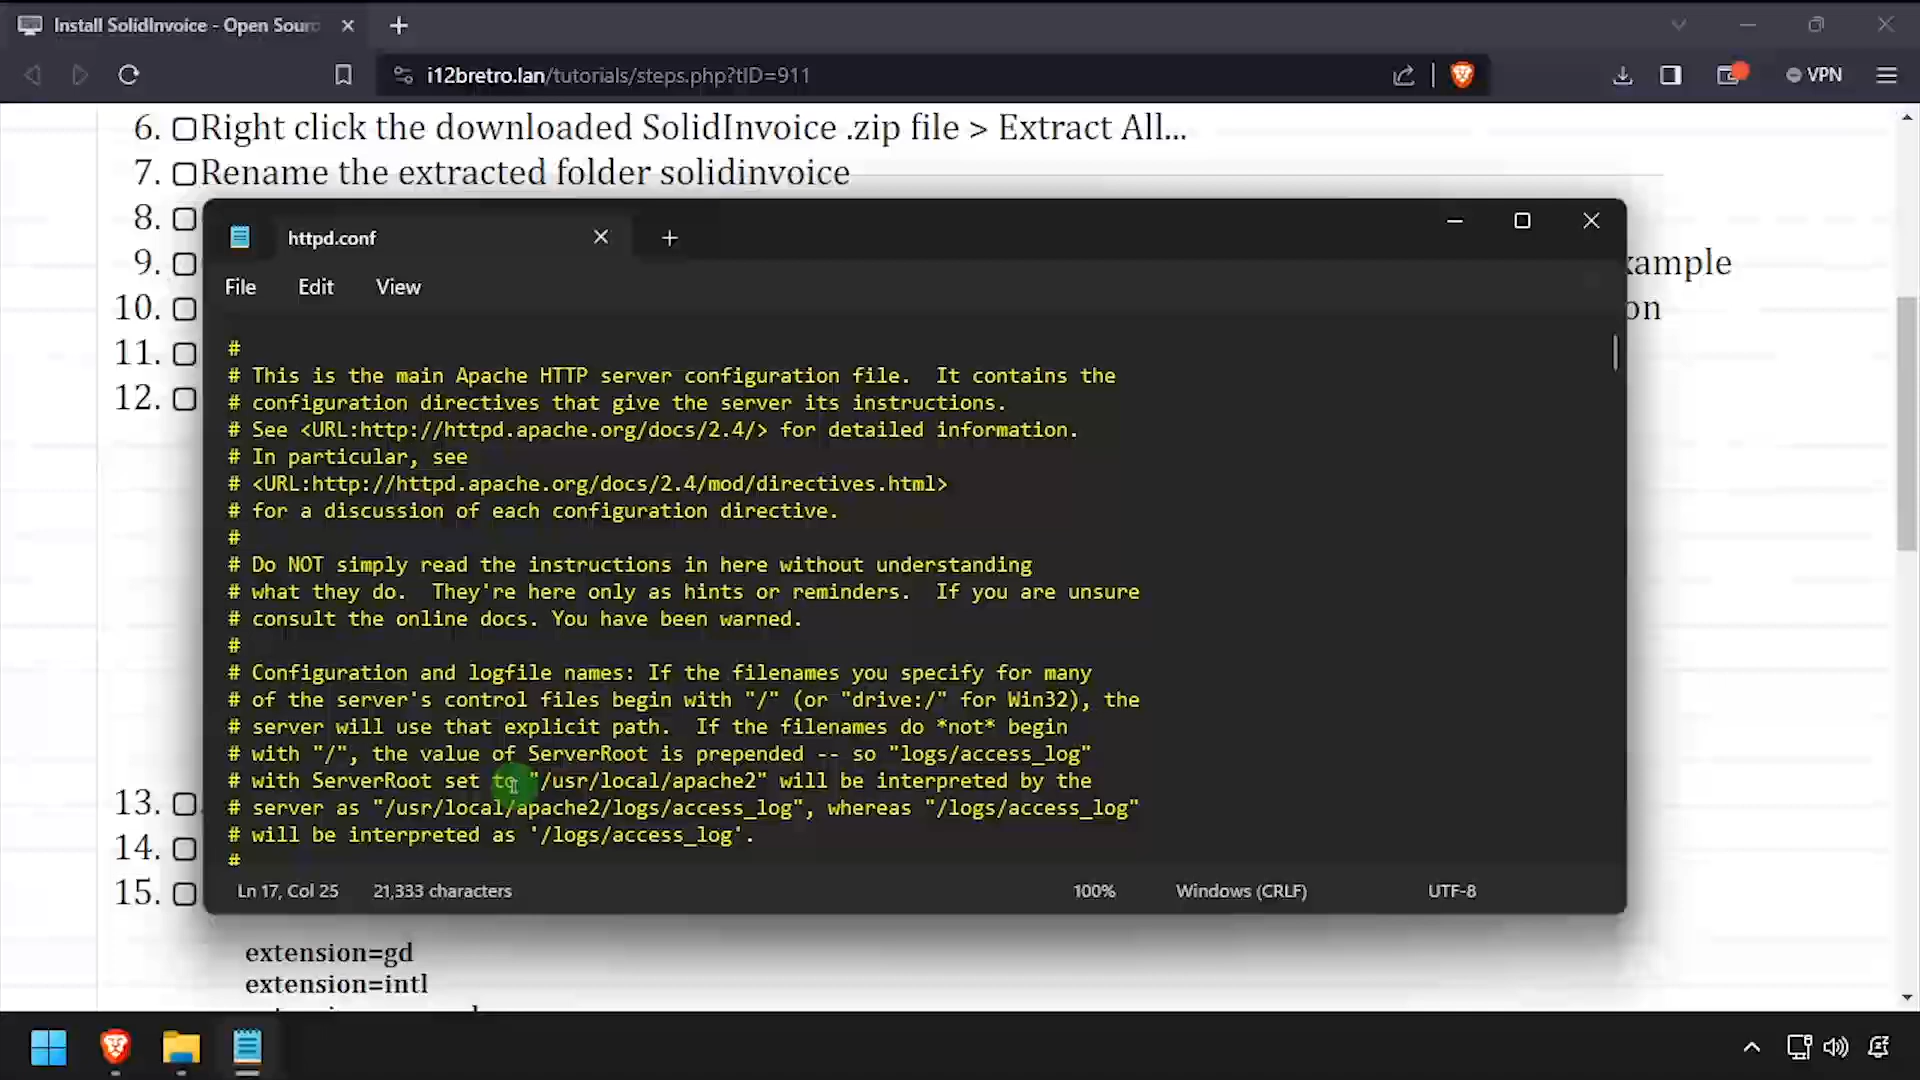 Install SolidInvoice - Open Sourc
i12bretro.lan/tutorials/steps.php?tID=911
VPN
6. Right click the downloaded SolidInvoice .zip file > Extract All...
7. Rename the extracted folder solidinvoice
8.
9. xample
10. on
11.
12.
httpd.conf
File Edit View
#
# This is the main Apache HTTP server configuration file.  It contains the
# configuration directives that give the server its instructions.
# See <URL:http://httpd.apache.org/docs/2.4/> for detailed information.
# In particular, see
# <URL:http://httpd.apache.org/docs/2.4/mod/directives.html>
# for a discussion of each configuration directive.
#
# Do NOT simply read the instructions in here without understanding
# what they do.  They're here only as hints or reminders.  If you are unsure
# consult the online docs. You have been warned.
#
# Configuration and logfile names: If the filenames you specify for many
# of the server's control files begin with "/" (or "drive:/" for Win32), the
# server will use that explicit path.  If the filenames do *not* begin
# with "/", the value of ServerRoot is prepended -- so "logs/access_log"
# with ServerRoot set to "/usr/local/apache2" will be interpreted by the
# server as "/usr/local/apache2/logs/access_log", whereas "/logs/access_log"
# will be interpreted as '/logs/access_log'.
#
Ln 17, Col 25 21,333 characters 100% Windows (CRLF) UTF-8
13.
14.
15.
extension=gd
extension=intl